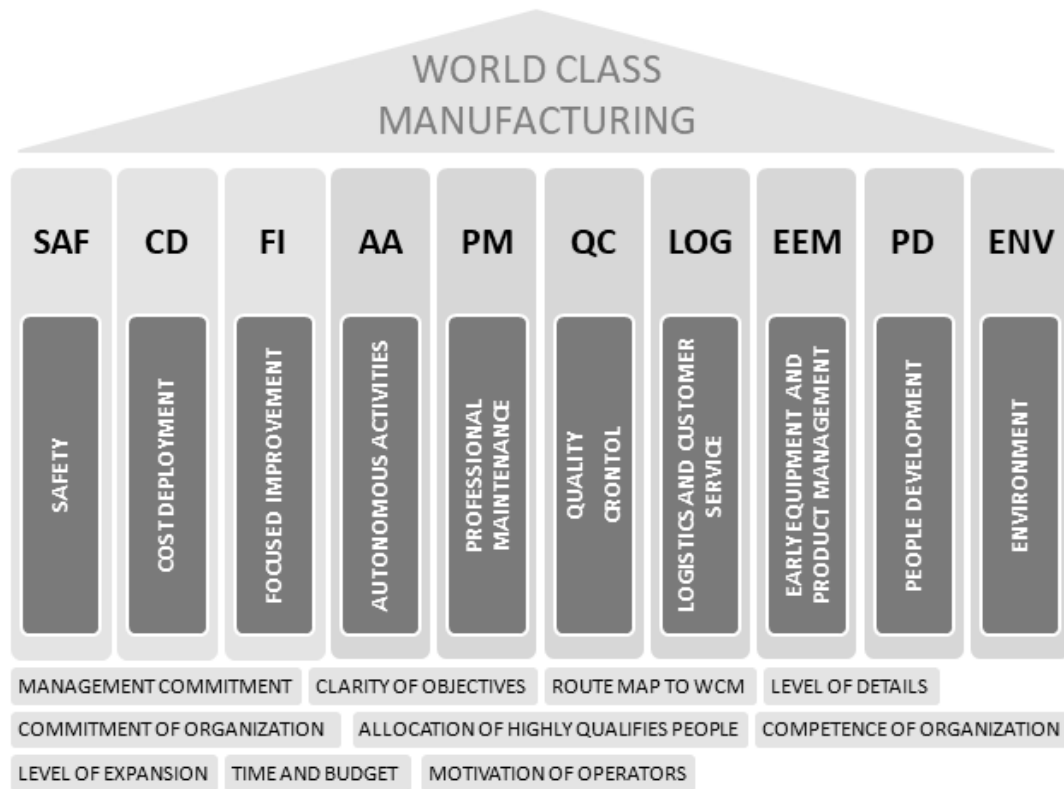 WORLD CLASS
MANUFACTURING
SAF
CD
FI
AA
PM
QC
LOG
EEM
PD
ENV
SAFETY
COST DEPLOYMENT
FOCUSED IMPROVEMENT
AUTONOMOUS ACTIVITIES
PROFESSIONAL
MAINTENANCE
QUALITY
CRONTOL
LOGISTICS AND CUSTOMER
SERVICE
EARLY EQUIPMENT AND
PRODUCT MANAGEMENT
PEOPLE DEVELOPMENT
ENVIRONMENT
MANAGEMENT COMMITMENT
CLARITY OF OBJECTIVES
ROUTE MAP TO WCM
LEVEL OF DETAILS
COMMITMENT OF ORGANIZATION
ALLOCATION OF HIGHLY QUALIFIES PEOPLE
COMPETENCE OF ORGANIZATION
LEVEL OF EXPANSION
TIME AND BUDGET
MOTIVATION OF OPERATORS